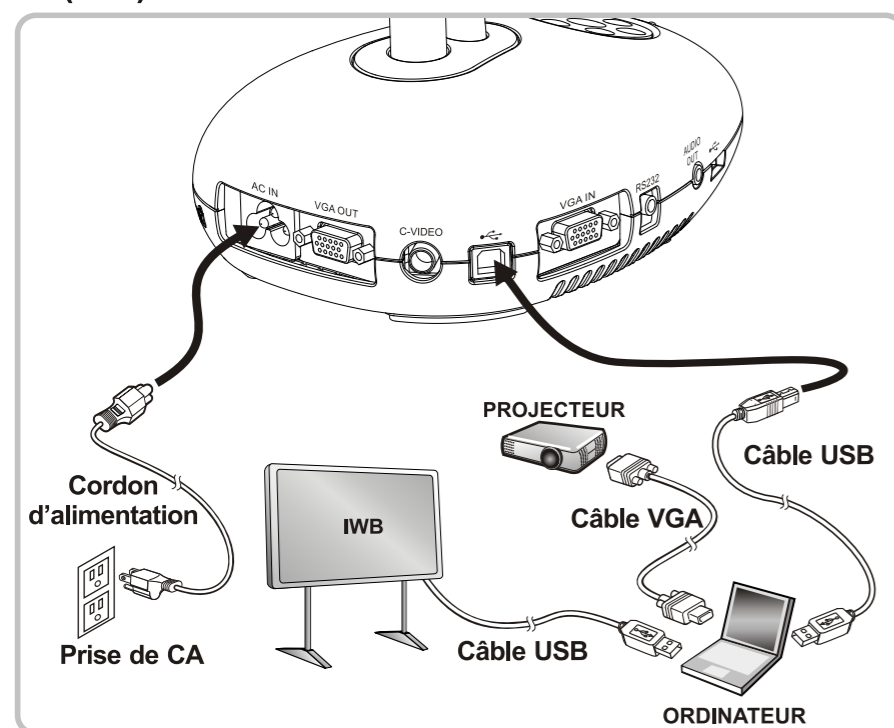 AC IN
VGA OUT
C-VIDEO
VGA IN
RS232
AUDIO
OUT
PROJECTEUR
Câble USB
Cordon
d’alimentation
IWB
Câble VGA
Prise de CA
Câble USB
ORDINATEUR